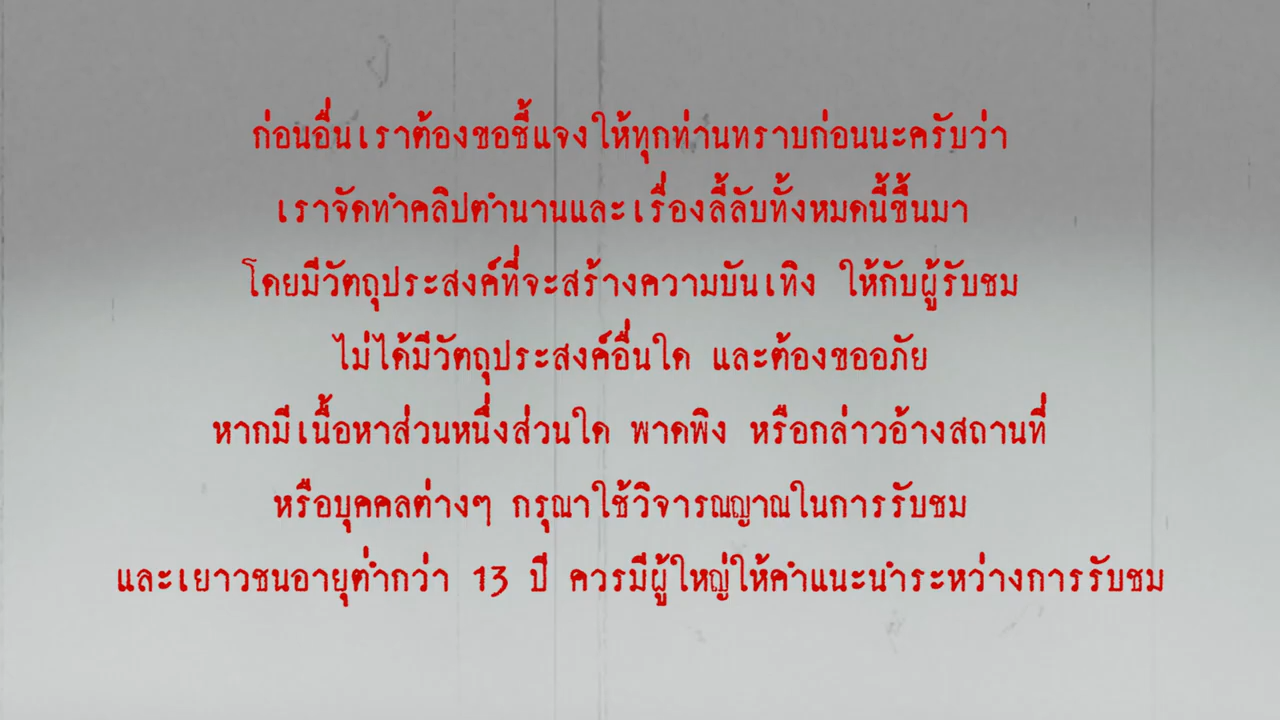 ก่อนอื่นเราต้องขอชี้แจงให้ทุกท่านทราบก่อนนะครับว่า
เราจัดทำคลิปตำนานและเรื่องลี้ลับทั้งหมดนี้ขึ้นมา
โดยมีวัตถุประสงค์ที่จะสร้างความบันเทิง ให้กับผู้รับชม
ไม่ได้มีวัตถุประสงค์อื่นใด และต้องขออภัย
หากมีเนื้อหาส่วนหนึ่งส่วนใด พาดพิง หรือกล่าวอ้างสถานที่
หรือบุคคลต่างๆ กรุณาใช้วิจารณญาณในการรับชม
และเยาวชนอายุต่ำกว่า 13 ปี ควรมีผู้ใหญ่ให้คำแนะนำระหว่างการรับชม